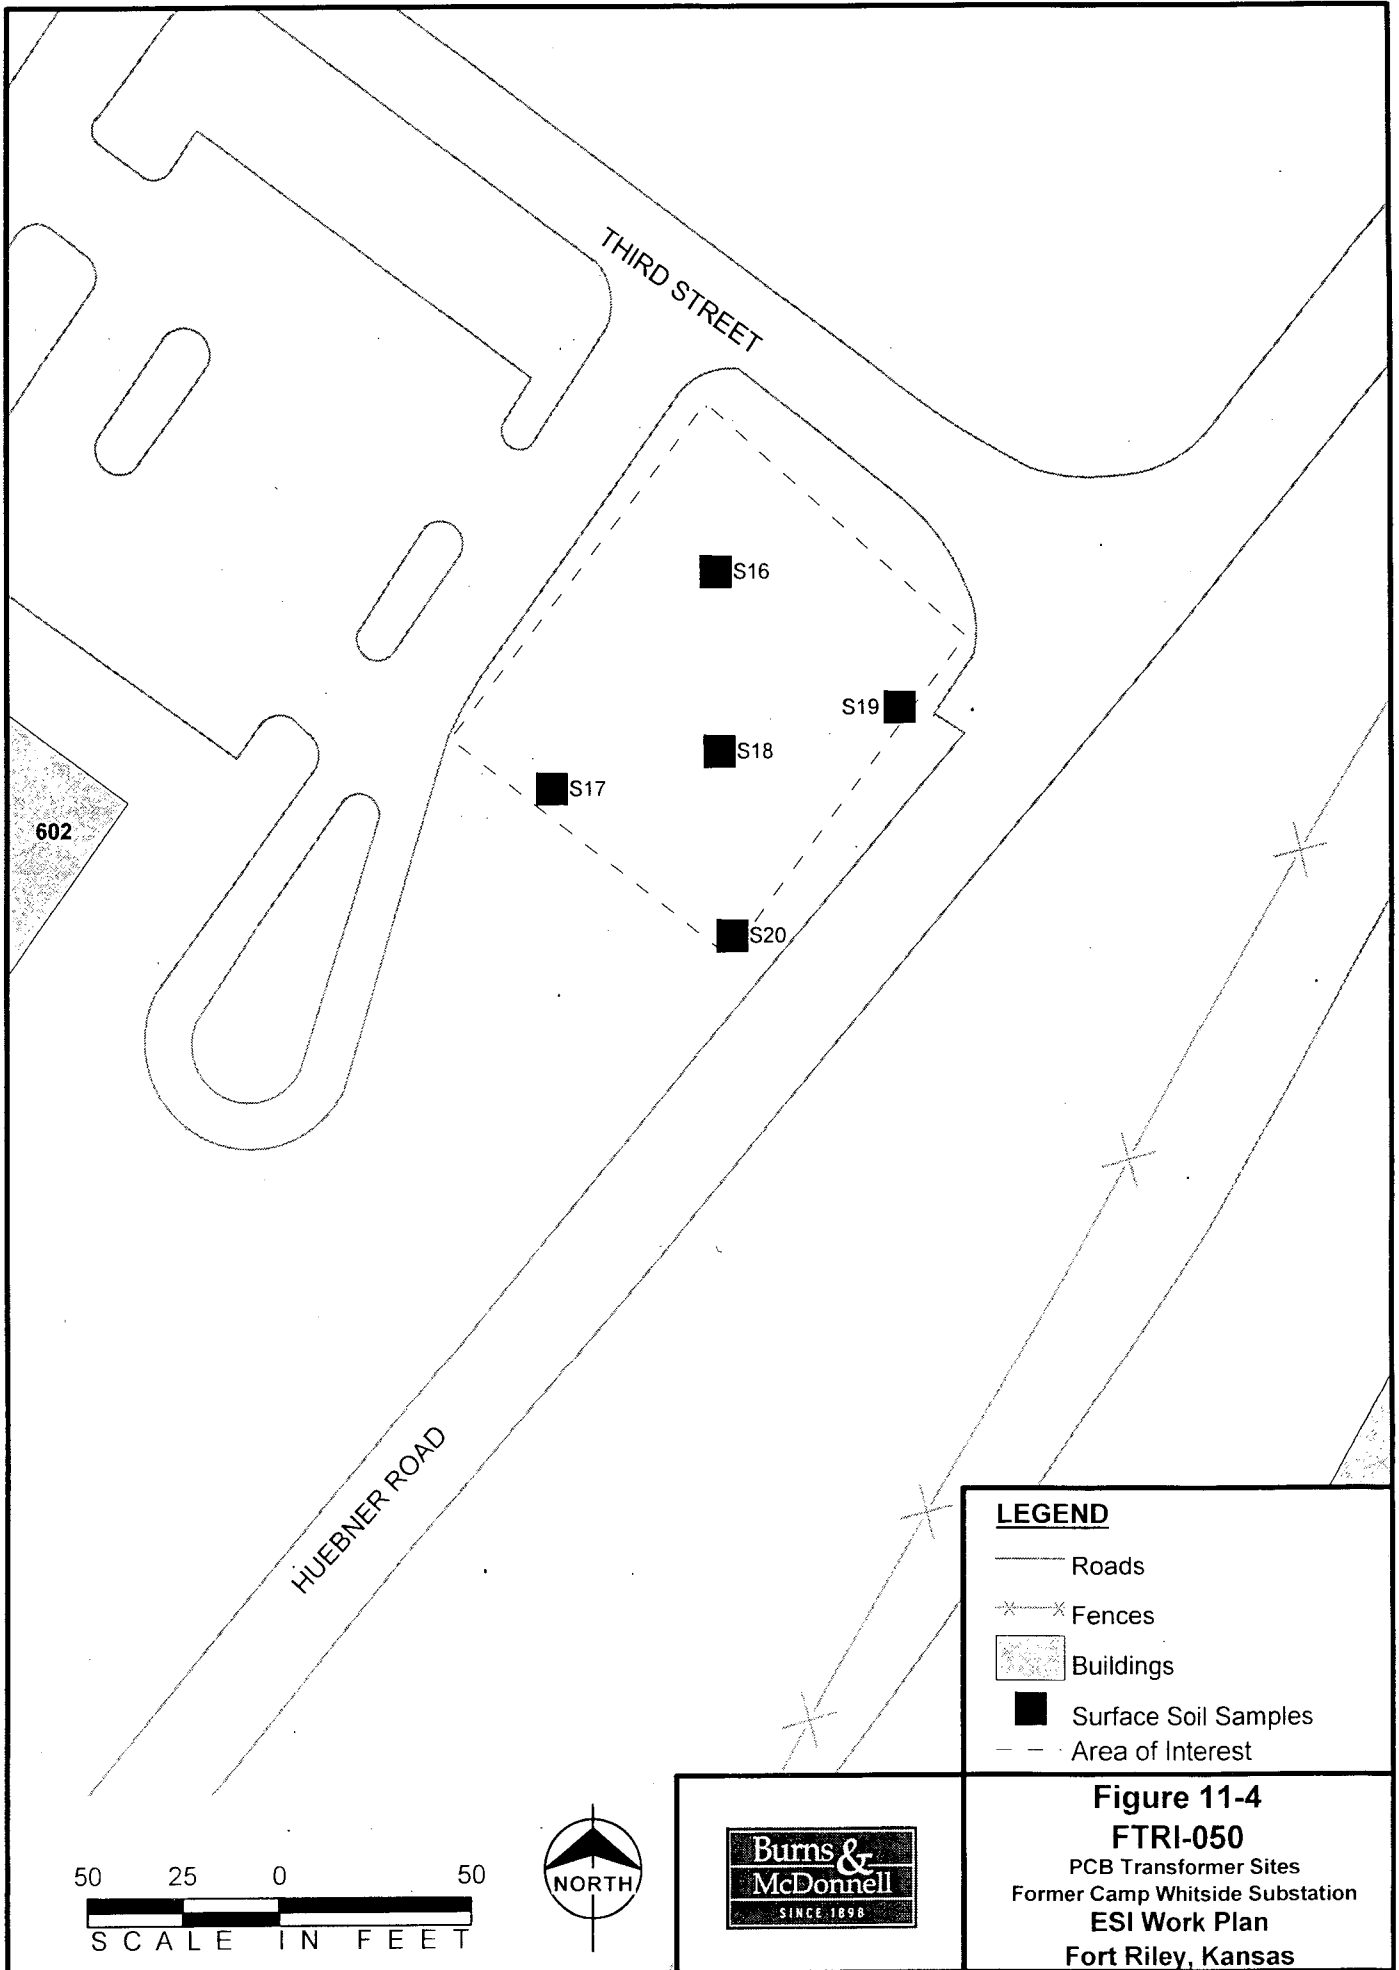 THIRD STREET
S16
S19
S18
S17
602
S20
HUEBNER ROAD
LEGEND
Roads
Fences
Buildings
Surface Soil Samples
Area of Interest
50 25 0 50
SCALE IN FEET
NORTH
Burns &
McDonnell
SINCE 1898
Figure 11-4
FTRI-050
PCB Transformer Sites
Former Camp Whitside Substation
ESI Work Plan
Fort Riley, Kansas